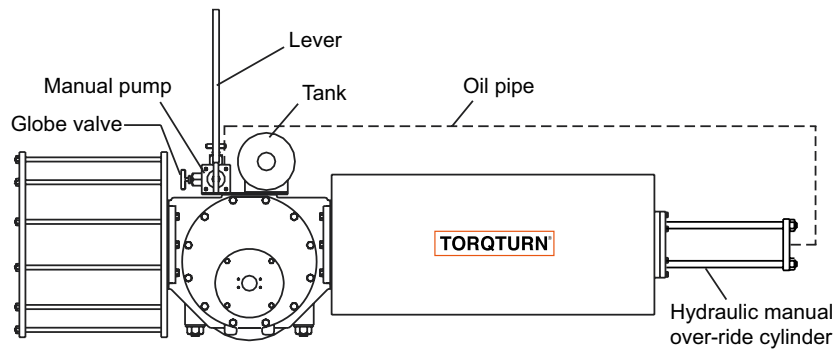 Lever
Manual pump
Tank
Oil pipe
Globe valve
TORQTURN®
Hydraulic manual
over-ride cylinder